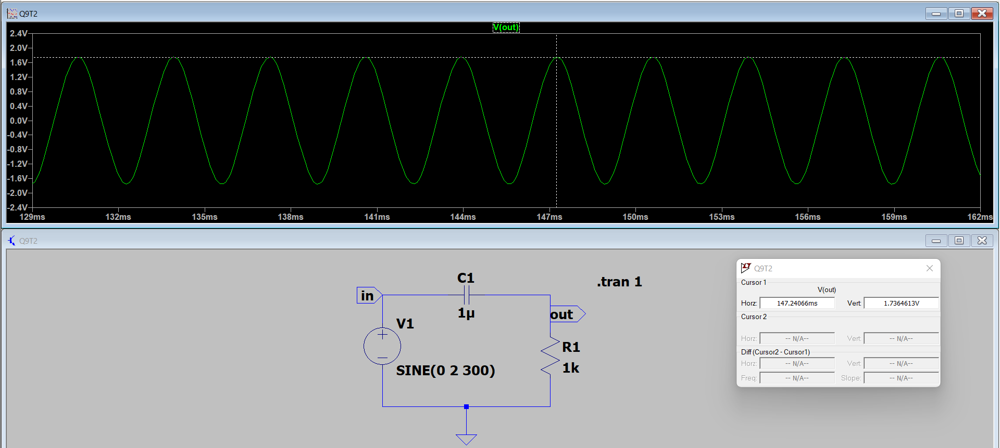 Q9T2
V(out)
2.4V
2.0V
1.6V
1.2V
0.8V
0.4V
0.0V
-0.4V
-0.8V
-1.2V
-1.6V
-2.0V
-2.4V
129ms 132ms 135ms 138ms 141ms 144ms 147ms 150ms 153ms 156ms 159ms 162ms
Q9T2
C1
1µ
in
out
V1
SINE(0 2 300)
R1
1k
.tran 1
Q9T2
Cursor 1
V(out)
Horz: 147.24066ms Vert: 1.7364613V
Cursor 2
Horz: -- N/A-- Vert: -- N/A--
Diff (Cursor2 - Cursor1)
Horz: -- N/A-- Vert: -- N/A--
Freq: -- N/A-- Slope: -- N/A--